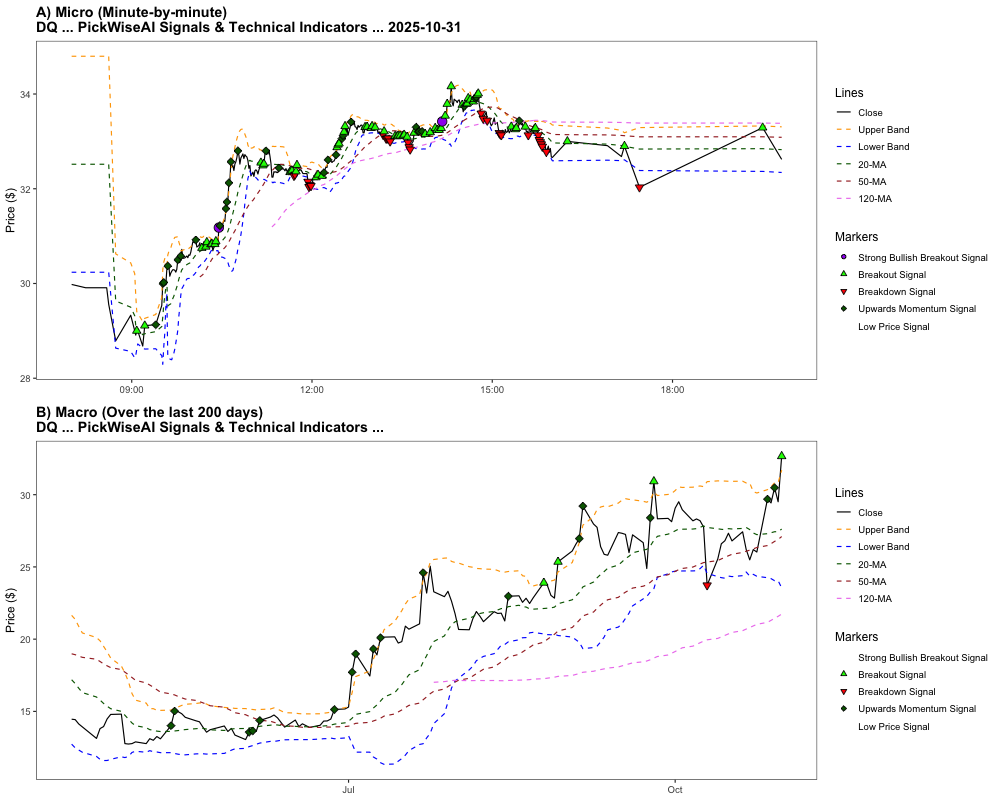 A) Micro (Minute-by-minute)
DQ ... PickWiseAI Signals & Technical Indicators ... 2025-10-31
Price ($)
34
32
30
28
09:00
12:00
15:00
18:00
Lines
Close
Upper Band
Lower Band
20-MA
50-MA
120-MA
Markers
Strong Bullish Breakout Signal
Breakout Signal
Breakdown Signal
Upwards Momentum Signal
Low Price Signal
B) Macro (Over the last 200 days)
DQ ... PickWiseAI Signals & Technical Indicators ...
Price ($)
30
25
20
15
Jul
Oct
Lines
Close
Upper Band
Lower Band
20-MA
50-MA
120-MA
Markers
Strong Bullish Breakout Signal
Breakout Signal
Breakdown Signal
Upwards Momentum Signal
Low Price Signal